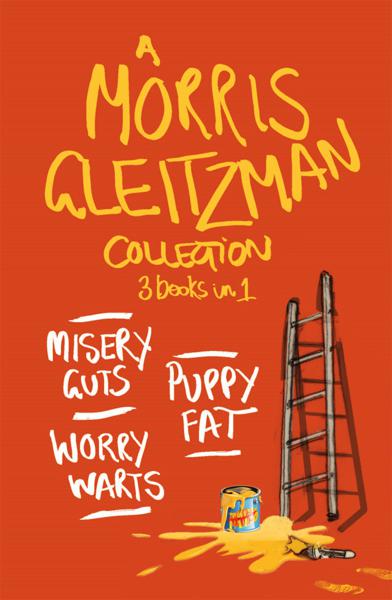 A
MORRIS
GLEITZMAN
COLLECTION
3 books in 1
MISERY
GUTS
WORRY
WARTS
PUPPY
FAT